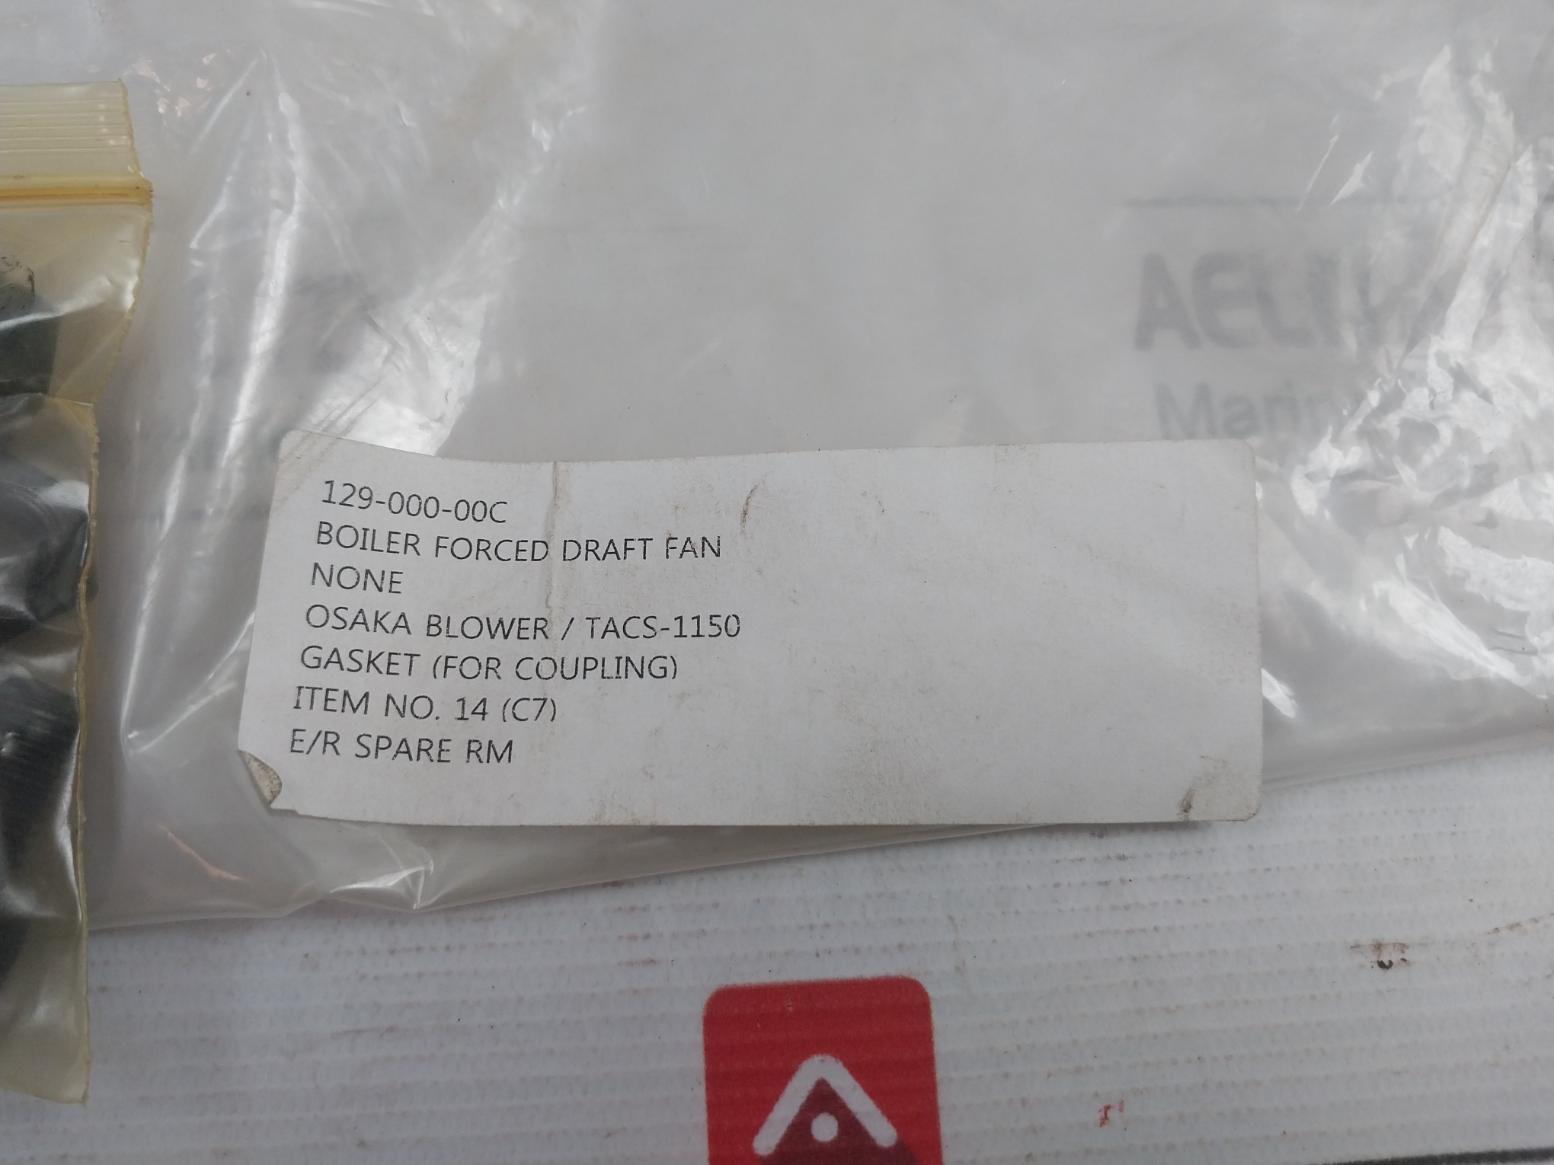 129-000-00C
BOILER FORCED DRAFT FAN
NONE
OSAKA BLOWER / TACS-1150
GASKET (FOR COUPLING)
ITEM NO. 14 (C7)
E/R SPARE RM